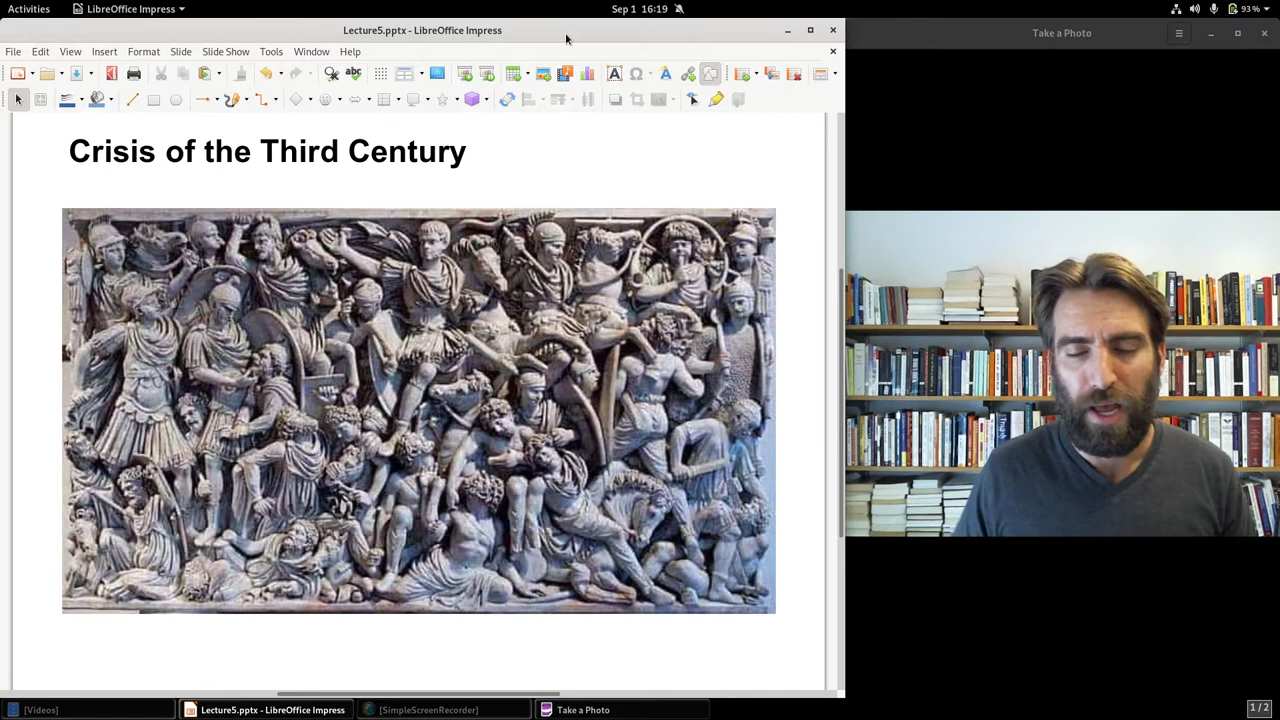 Activities LibreOffice Impress Sep 1 16:19 93%
Lecture5.pptx - LibreOffice Impress
Take a Photo
File Edit View Insert Format Slide Slide Show Tools Window Help
Crisis of the Third Century
[Videos] Lecture5.pptx - LibreOffice Impress [SimpleScreenRecorder] Take a Photo 1/2